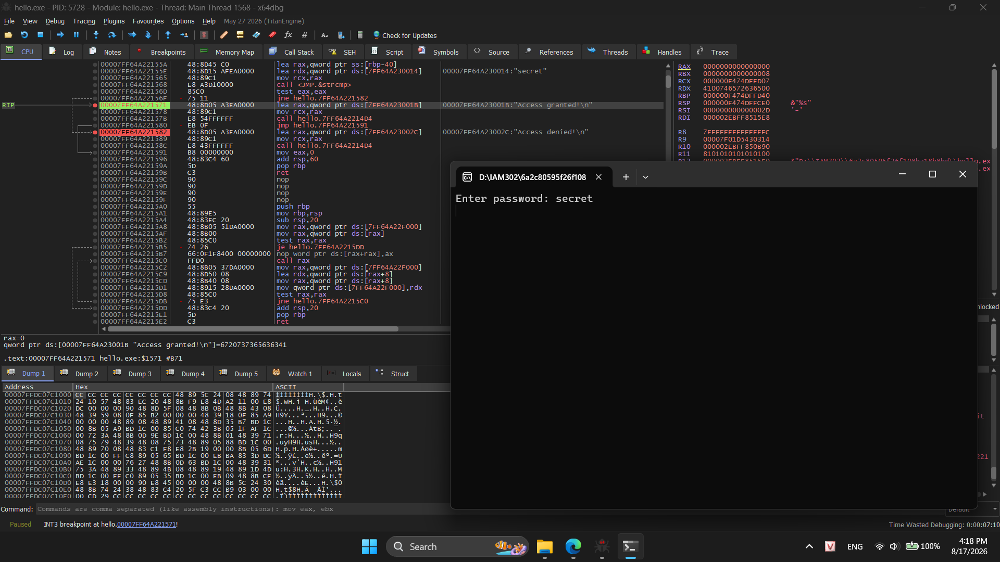 hello.exe - PID: 5728 - Module: hello.exe - Thread: Main Thread 1568 - x64dbg
File View Debug Tracing Plugins Favourites Options Help May 27 2026 (TitanEngine)
Check for Updates
CPU Log Notes Breakpoints Memory Map Call Stack SEH Script Symbols Source References Threads Handles Trace
00007FF64A22155A 48:8D45 C0 lea rax,qword ptr ss:[rbp-40]
00007FF64A22155E 48:8D15 AFEA0000 lea rdx,qword ptr ds:[7FF64A230014] 00007FF64A230014:"secret"
00007FF64A221565 48:89C1 mov rcx,rax
00007FF64A221568 E8 A3D10000 call <JMP.&strcmp>
00007FF64A22156D 85C0 test eax,eax
00007FF64A22156F 75 11 jne hello.7FF64A221582
RIP 00007FF64A221571 48:8D05 A3EA0000 lea rax,qword ptr ds:[7FF64A23001B] 00007FF64A23001B:"Access granted!\n"
00007FF64A221578 48:89C1 mov rcx,rax
00007FF64A22157B E8 54FFFFFF call hello.7FF64A2214D4
00007FF64A221580 EB 0F jmp hello.7FF64A221591
00007FF64A221582 48:8D05 A3EA0000 lea rax,qword ptr ds:[7FF64A23002C] 00007FF64A23002C:"Access denied!\n"
00007FF64A221589 48:89C1 mov rcx,rax
00007FF64A22158C E8 43FFFFFF call hello.7FF64A2214D4
00007FF64A221591 B8 00000000 mov eax,0
00007FF64A221596 48:83C4 60 add rsp,60
00007FF64A22159A 5D pop rbp
00007FF64A22159B C3 ret
00007FF64A22159C 90 nop
00007FF64A22159D 90 nop
00007FF64A22159E 90 nop
00007FF64A22159F 90 nop
00007FF64A2215A0 55 push rbp
00007FF64A2215A1 48:89E5 mov rbp,rsp
00007FF64A2215A4 48:83EC 20 sub rsp,20
00007FF64A2215A8 48:8B05 51DA0000 mov rax,qword ptr ds:[7FF64A22F000]
00007FF64A2215AF 48:8B00 mov rax,qword ptr ds:[rax]
00007FF64A2215B2 48:85C0 test rax,rax
00007FF64A2215B5 74 26 je hello.7FF64A2215DD
00007FF64A2215B7 66:0F1F8400 00000000 nop word ptr ds:[rax+rax],ax
00007FF64A2215C0 FFD0 call rax
00007FF64A2215C2 48:8B05 37DA0000 mov rax,qword ptr ds:[7FF64A22F000]
00007FF64A2215C9 48:8D50 08 lea rdx,qword ptr ds:[rax+8]
00007FF64A2215CD 48:8B40 08 mov rax,qword ptr ds:[rax+8]
00007FF64A2215D1 48:8915 28DA0000 mov qword ptr ds:[7FF64A22F000],rdx
00007FF64A2215D8 48:85C0 test rax,rax
00007FF64A2215DB 75 E3 jne hello.7FF64A2215C0
00007FF64A2215DD 48:83C4 20 add rsp,20
00007FF64A2215E1 5D pop rbp
00007FF64A2215E2 C3 ret
RAX 0000000000000000
RBX 0000000000000008
RCX 000000F474DFFD07
RDX 4100746572636500
RBP 000000F474DFFD40
RSP 000000F474DFFCE0 &"%s"
RSI 000000000000002D '-'
RDI 000002EBFF8515E8
R8 7FFFFFFFFFFFFFFC
R9 00007F01D5430314
R10 000002EBFF850B90
R11 8101010101010100
R12 000002EBFF8515E0 &"D:\\IAM302\\6a2c80595f26f108ba18b8bd\\hello.ex
.ex
D:\IAM302\6a2c80595f26f108
Enter password: secret
nlocked
rax=0
qword ptr ds:[00007FF64A23001B "Access granted!\n"]=6720737365636341
.text:00007FF64A221571 hello.exe:$1571 #B71
Dump 1 Dump 2 Dump 3 Dump 4 Dump 5 Watch 1 Locals Struct
Address Hex ASCII
00007FFDC07C1000 CC CC CC CC CC CC CC CC 48 89 5C 24 08 48 89 74 ÌÌÌÌÌÌÌÌH.\$.H.t
00007FFDC07C1010 24 10 57 48 83 EC 20 48 8B F9 E8 4D A2 11 00 E8 $.WH.ì H.ùèM¢..è
00007FFDC07C1020 DC 00 00 00 90 48 8D 5F 08 48 8B 0B 48 8B 43 08 Ü....H._.H..H.C.
00007FFDC07C1030 48 39 59 08 0F 85 B2 00 00 00 48 39 18 0F 85 A9 H9Y...²...H9...©
00007FFDC07C1040 00 00 00 48 89 08 48 89 41 08 48 8D 35 B7 BD 1C ...H..H.A.H.5·½.
00007FFDC07C1050 00 8B 05 A9 BD 1C 00 85 C0 74 42 3B 05 1F AF 1C ...©½...ÀtB;..¯.
00007FFDC07C1060 00 72 3A 48 8B 0D 9E BD 1C 00 48 8B 01 48 39 71 .r:H...½..H..H9q
00007FFDC07C1070 08 75 79 48 39 48 08 75 73 48 89 05 88 BD 1C 00 .uyH9H.usH...½..
00007FFDC07C1080 48 89 70 08 48 83 C1 F8 E8 2B 19 00 00 8B 05 6D H.p.H.Áøè+.....m
00007FFDC07C1090 BD 1C 00 FF C8 89 05 65 BD 1C 00 EB BA 83 3D DC ½..ÿÈ..e½..ëº.=Ü
00007FFDC07C10A0 AE 1C 00 00 76 27 48 8B 0D 63 BD 1C 00 48 39 31 ®...v'H..c½..H91
00007FFDC07C10B0 75 3A 48 89 33 48 89 4B 08 48 89 19 48 89 1D 4D u:H.3H.K.H..H..M
00007FFDC07C10C0 BD 1C 00 FF C0 89 05 35 BD 1C 00 EB 09 48 8B CF ½..ÿÀ..5½..ë.H.Ï
00007FFDC07C10D0 E8 E3 18 00 00 90 E8 45 00 00 00 48 8B 5C 24 30 èã....èE...H.\$0
00007FFDC07C10E0 48 8B 74 24 38 48 83 C4 20 5F C3 CC B9 03 00 00 H.t$8H.Ä _ÃÌ¹...
00007FFDC07C10F0 00 CD 29 CC CC CC CC CC CC CC CC CC CC CC CC CC .Í)ÌÌÌÌÌÌÌÌÌÌÌÌÌ
it
221
Command: Commands are comma separated (like assembly instructions): mov eax, ebx
Default
Paused INT3 breakpoint at hello.00007FF64A221571! Time Wasted Debugging: 0:00:07:10
Search
ENG 100% 4:18 PM
8/17/2026